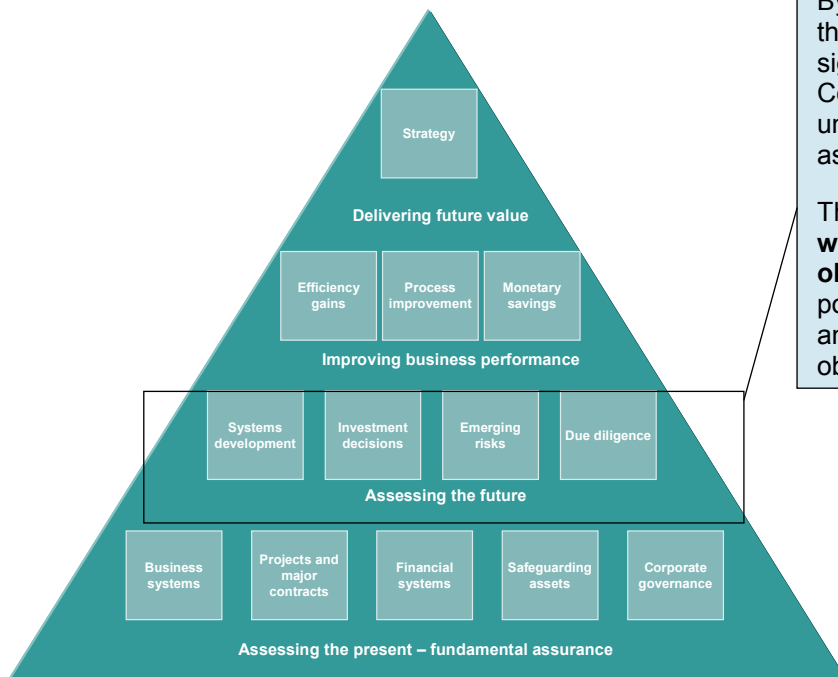 Strategy
Delivering future value
Efficiency
gains
Process
improvement
Monetary
savings
Improving business performance
Systems
development
Investment
decisions
Emerging
risks
Due diligence
Assessing the future
Business
systems
Projects and
major
contracts
Financial
systems
Safeguarding
assets
Corporate
governance
Assessing the present – fundamental assurance